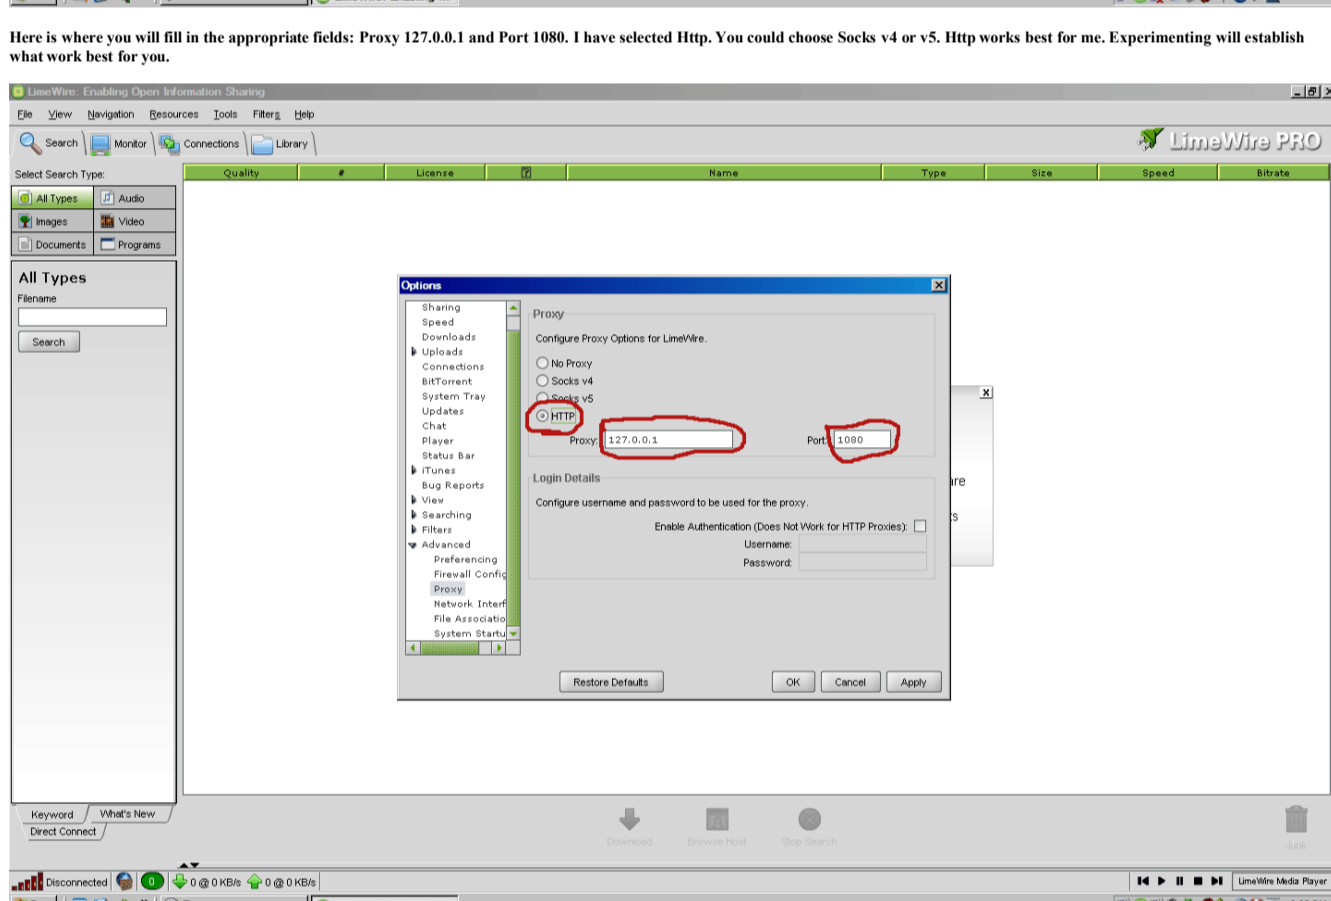 Here is where you will fill in the appropriate fields: Proxy 127.0.0.1 and Port 1080. I have selected Http. You could choose Socks v4 or v5. Http works best for me. Experimenting will establish
what work best for you.
LimeWire: Enabling Open Information Sharing
File View Navigation Resources Tools Filters Help
Search Monitor Connections Library
LimeWire PRO
Select Search Type:
Quality # License ? Name Type Size Speed Bitrate
All Types Audio
Images Video
Documents Programs
All Types
Filename
Search
Options
Sharing
Speed
Downloads
Uploads
Connections
BitTorrent
System Tray
Updates
Chat
Player
Status Bar
iTunes
Bug Reports
View
Searching
Filters
Advanced
Preferencing
Firewall Config
Proxy
Network Interf
File Associatio
System Startu
Proxy
Configure Proxy Options for LimeWire.
No Proxy
Socks v4
Socks v5
HTTP
Proxy: 127.0.0.1 Port: 1080
Login Details
Configure username and password to be used for the proxy.
Enable Authentication (Does Not Work for HTTP Proxies):
Username:
Password:
Restore Defaults OK Cancel Apply
Keyword What's New
Direct Connect
Download Browse Host Stop Search Junk
Disconnected 0 0 @ 0 KB/s 0 @ 0 KB/s
LimeWire Media Player